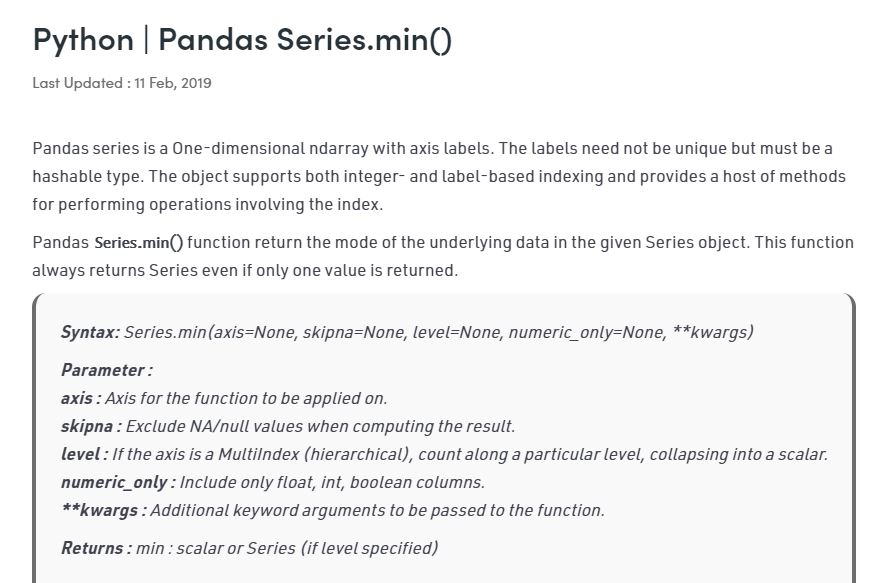 Python | Pandas Series.min()
Last Updated : 11 Feb, 2019
Pandas series is a One-dimensional ndarray with axis labels. The labels need not be unique but must be a
hashable type. The object supports both integer- and label-based indexing and provides a host of methods
for performing operations involving the index.
Pandas Series.min() function return the mode of the underlying data in the given Series object. This function
always returns Series even if only one value is returned.
Syntax: Series.min(axis=None, skipna=None, level=None, numeric_only=None, **kwargs)
Parameter :
axis : Axis for the function to be applied on.
skipna : Exclude NA/null values when computing the result.
level : If the axis is a MultiIndex (hierarchical), count along a particular level, collapsing into a scalar.
numeric_only : Include only float, int, boolean columns.
**kwargs : Additional keyword arguments to be passed to the function.
Returns : min : scalar or Series (if level specified)